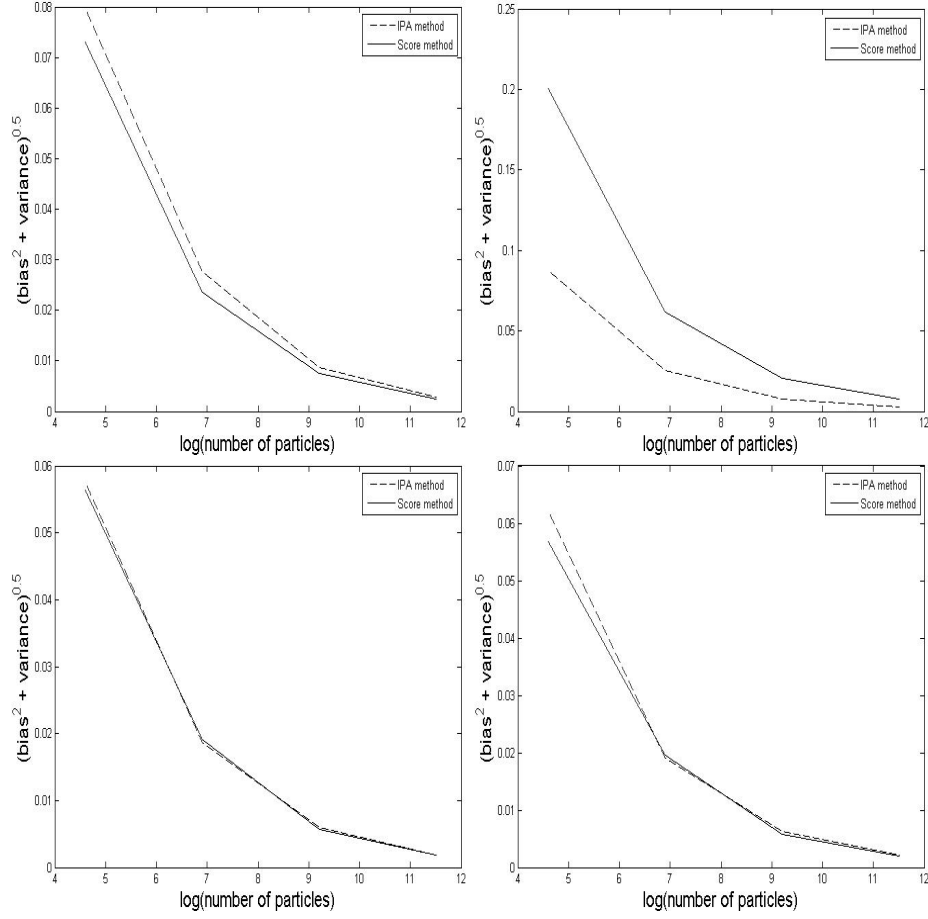 0.08
0.07
0.06
0.05
0.04
0.03
0.02
0.01
0
4 5 6 7 8 9 10 11 12
(bias² + variance)^0.5
log(number of particles)
IPA method
Score method
0.25
0.2
0.15
0.1
0.05
0
4 5 6 7 8 9 10 11 12
(bias² + variance)^0.5
log(number of particles)
IPA method
Score method
0.06
0.05
0.04
0.03
0.02
0.01
0
4 5 6 7 8 9 10 11 12
(bias² + variance)^0.5
log(number of particles)
IPA method
Score method
0.07
0.06
0.05
0.04
0.03
0.02
0.01
0
4 5 6 7 8 9 10 11 12
(bias² + variance)^0.5
log(number of particles)
IPA method
Score method